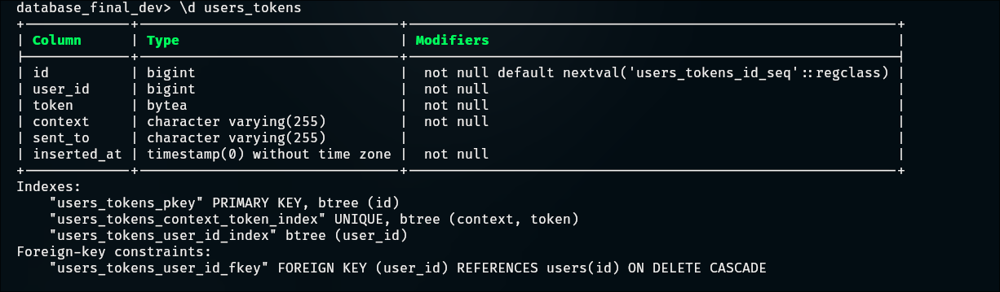 database_final_dev> \d users_tokens
+-------------+--------------------------------+------------------------------------------------------------+
| Column      | Type                           | Modifiers                                                  |
|-------------+--------------------------------+------------------------------------------------------------|
| id          | bigint                         |  not null default nextval('users_tokens_id_seq'::regclass) |
| user_id     | bigint                         |  not null                                                  |
| token       | bytea                          |  not null                                                  |
| context     | character varying(255)         |  not null                                                  |
| sent_to     | character varying(255)         |                                                            |
| inserted_at | timestamp(0) without time zone |  not null                                                  |
+-------------+--------------------------------+------------------------------------------------------------+
Indexes:
    "users_tokens_pkey" PRIMARY KEY, btree (id)
    "users_tokens_context_token_index" UNIQUE, btree (context, token)
    "users_tokens_user_id_index" btree (user_id)
Foreign-key constraints:
    "users_tokens_user_id_fkey" FOREIGN KEY (user_id) REFERENCES users(id) ON DELETE CASCADE